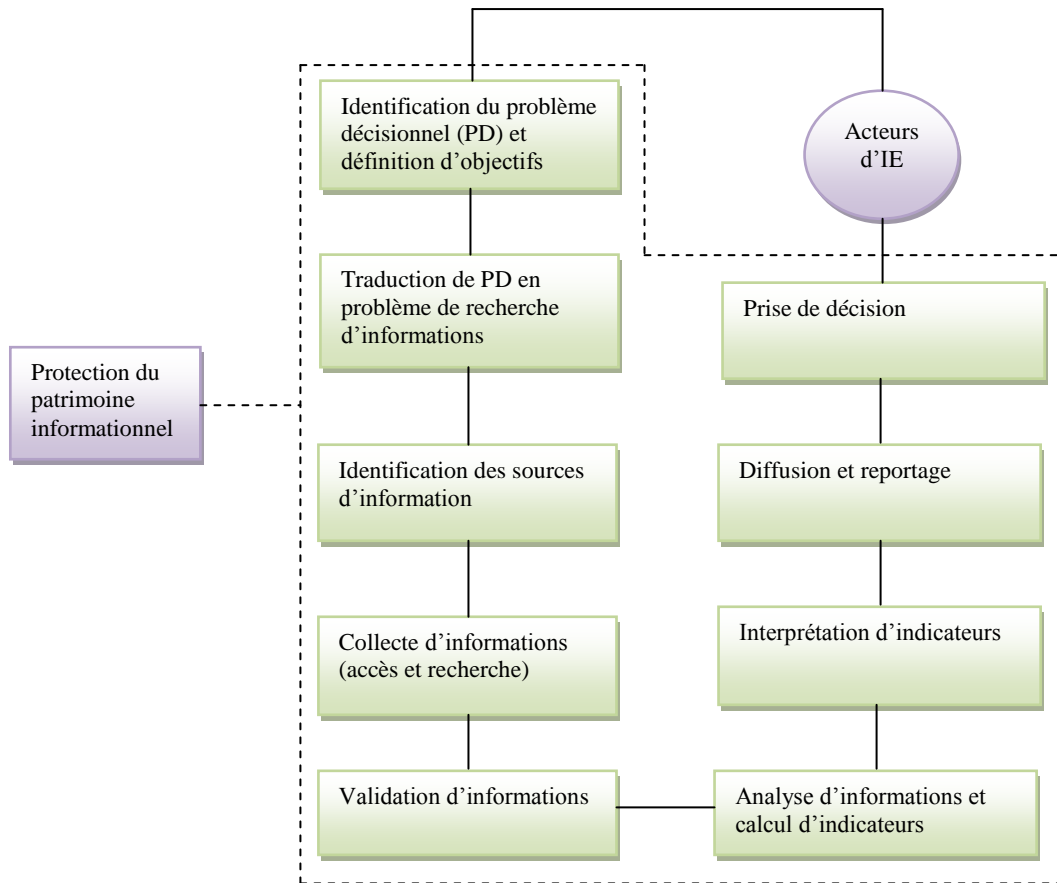 Identification du problème
décisionnel (PD) et
définition d’objectifs
Acteurs
d’IE
Traduction de PD en
problème de recherche
d’informations
Prise de décision
Protection du
patrimoine
informationnel
Identification des sources
d’information
Diffusion et reportage
Collecte d’informations
(accès et recherche)
Interprétation d’indicateurs
Validation d’informations
Analyse d’informations et
calcul d’indicateurs